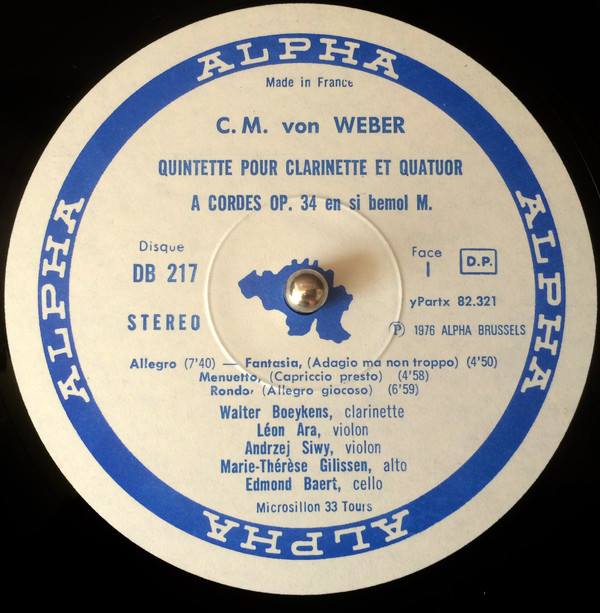 ALPHA
Made in France
C. M. von WEBER
QUINTETTE POUR CLARINETTE ET QUATUOR
A CORDES OP. 34 en si bemol M.
Disque
DB 217
STEREO
Face
I
D.P.
yPartx 82.321
Ⓟ 1976 ALPHA BRUSSELS
ALPHA
ALPHA
Allegro (7'40) — Fantasia, (Adagio ma non troppo) (4'50)
Menuetto, (Capriccio presto) (4'58)
Rondo, (Allegro giocoso) (6'59)
Walter Boeykens, clarinette
Léon Ara, violon
Andrzej Siwy, violon
Marie-Thérèse Gilissen, alto
Edmond Baert, cello
Microsillon 33 Tours
ALPHA